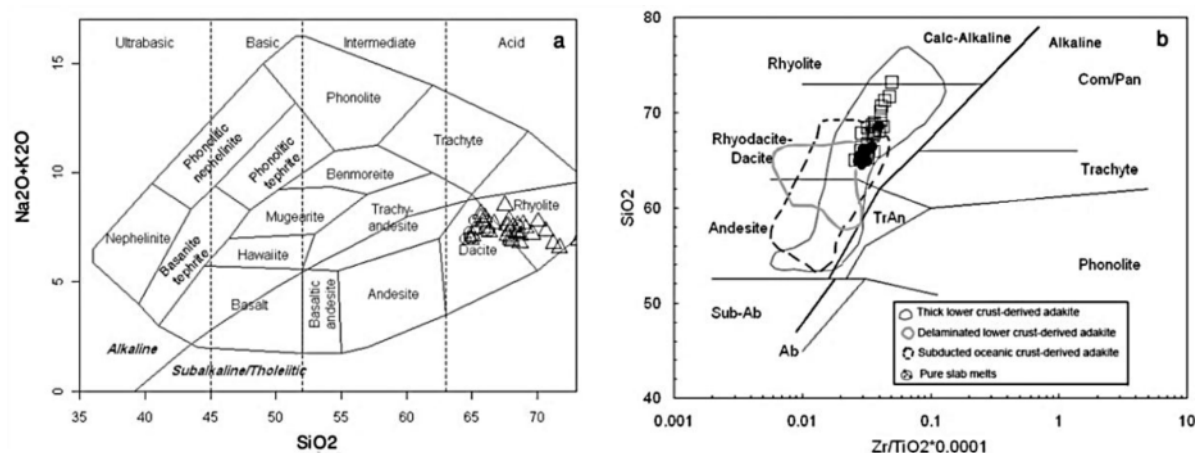 Ultrabasic Basic Intermediate Acid a
15
10
5
0
35 40 45 50 55 60 65 70
Na2O+K2O
SiO2
Phonolite
Phonolitic
nephelinite
Phonolitic
tephrite
Trachyte
Benmoreite
Mugearite
Trachy-
andesite
Rhyolite
Nephelinite
Basanite
tephrite
Hawaiite
Dacite
Basalt
Basaltic
andesite
Andesite
Alkaline
Subalkaline/Tholeiitic
80
70
60
50
40
0.001 0.01 0.1 1 10
SiO2
Zr/TiO2*0.0001
b
Calc-Alkaline Alkaline
Rhyolite
Com/Pan
Rhyodacite-
Dacite
Trachyte
TrAn
Andesite
Phonolite
Sub-Ab
Ab
Thick lower crust-derived adakite
Delaminated lower crust-derived adakite
Subducted oceanic crust-derived adakite
Pure slab melts